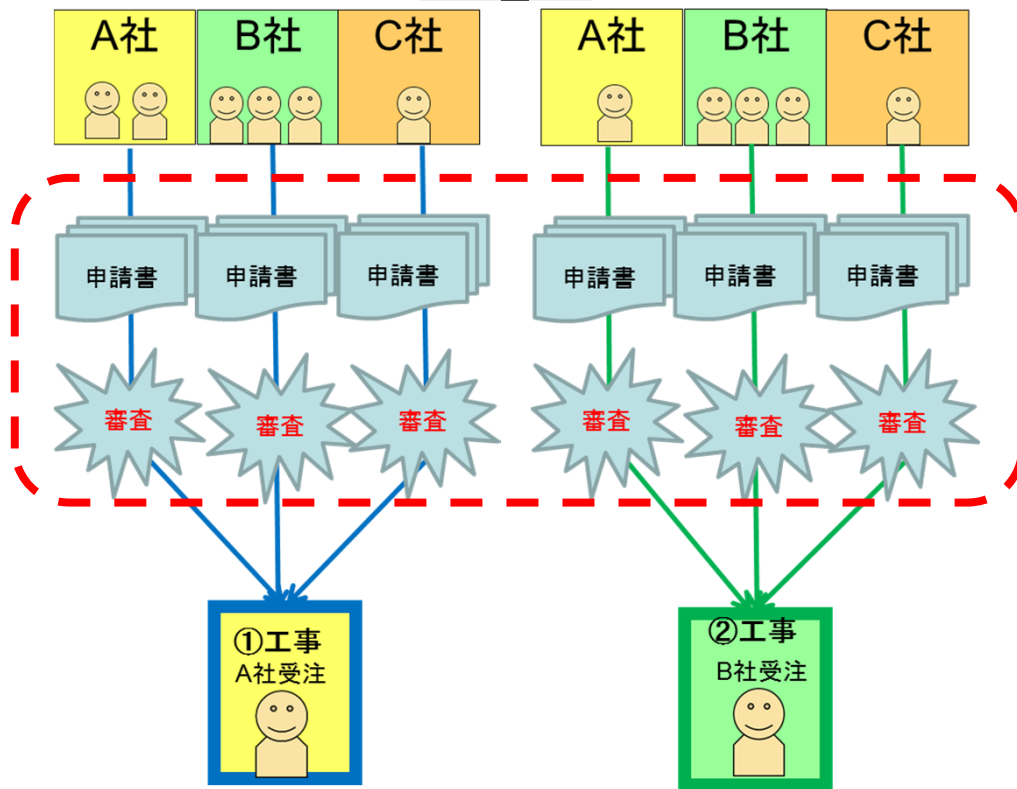 A社 B社 C社 A社 B社 C社
申請書 申請書 申請書 申請書 申請書 申請書
審査 審査 審査 審査 審査 審査
①工事
A社受注
②工事
B社受注